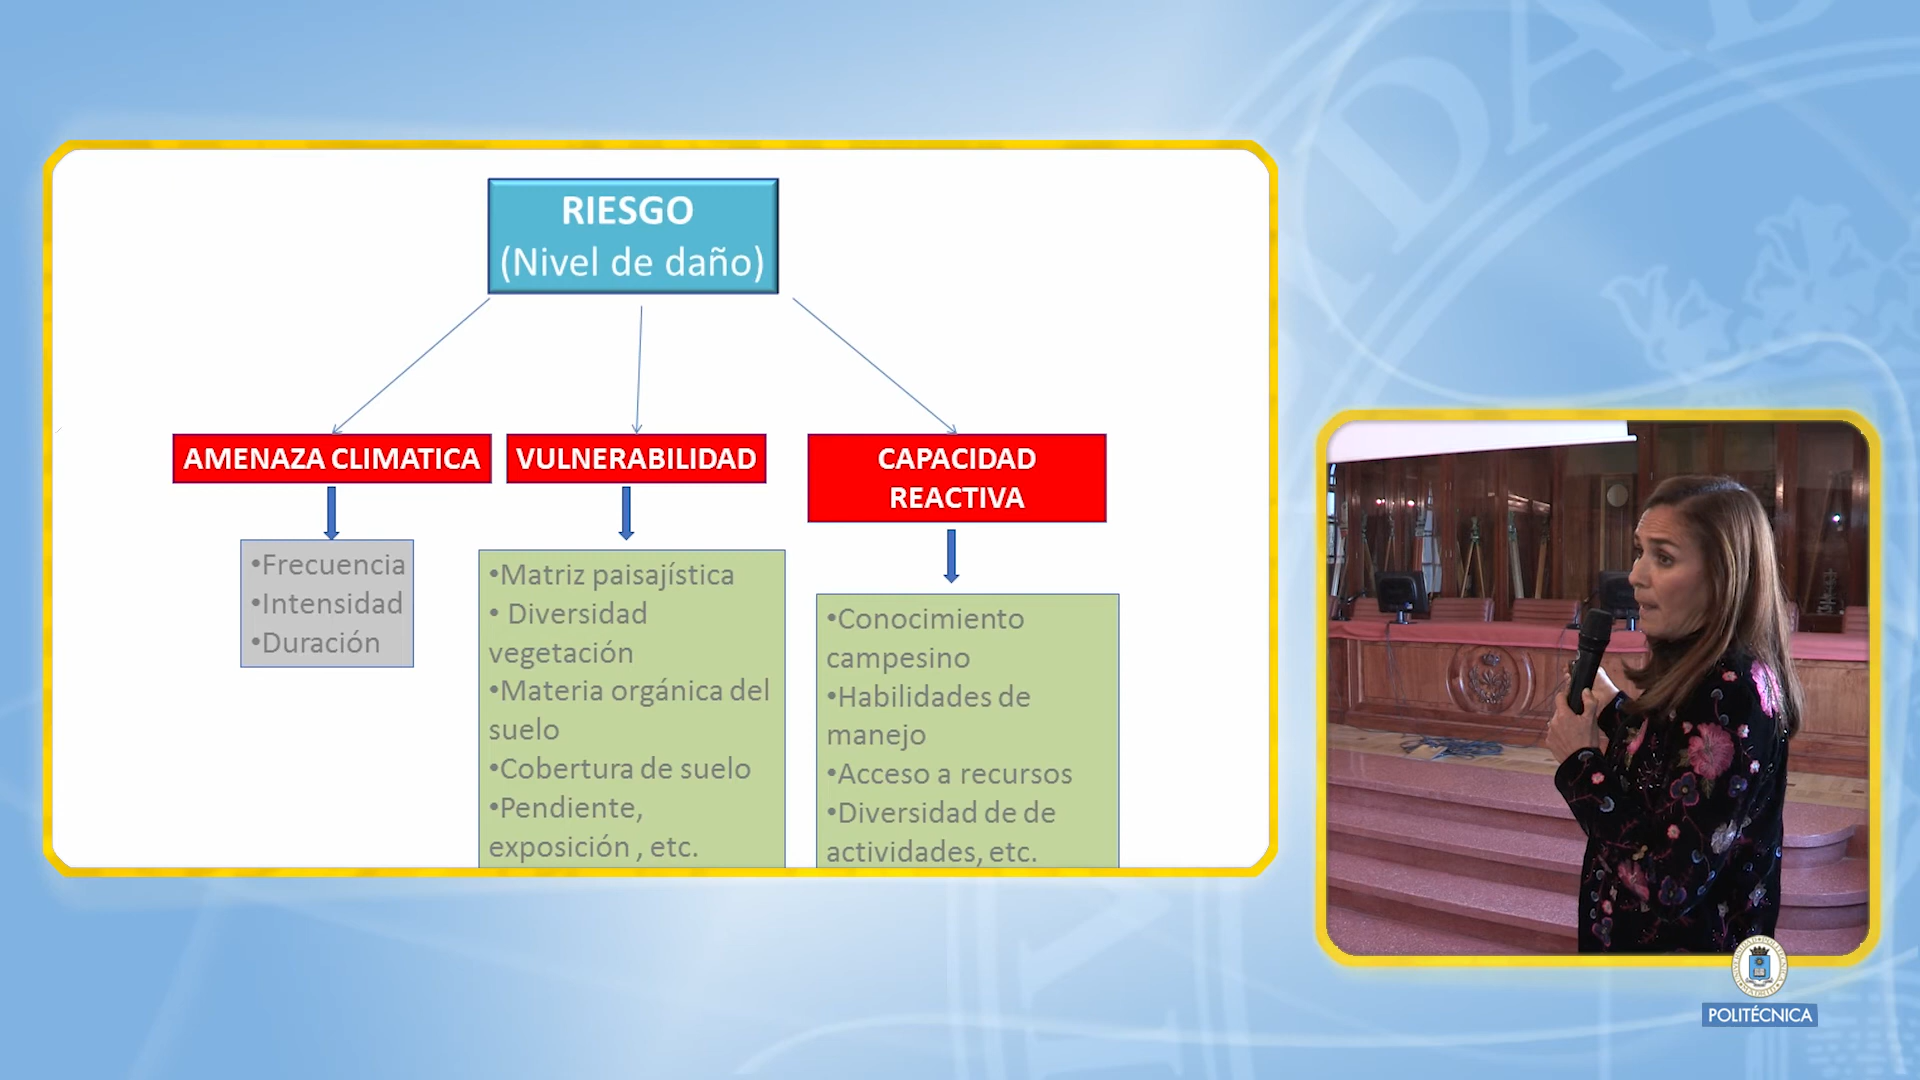 RIESGO
(Nivel de daño)
AMENAZA CLIMATICA
VULNERABILIDAD
CAPACIDAD
REACTIVA
•Frecuencia
•Intensidad
•Duración
•Matriz paisajística
• Diversidad
vegetación
•Materia orgánica del
suelo
•Cobertura de suelo
•Pendiente,
exposición , etc.
•Conocimiento
campesino
•Habilidades de
manejo
•Acceso a recursos
•Diversidad de de
actividades, etc.
POLITÉCNICA